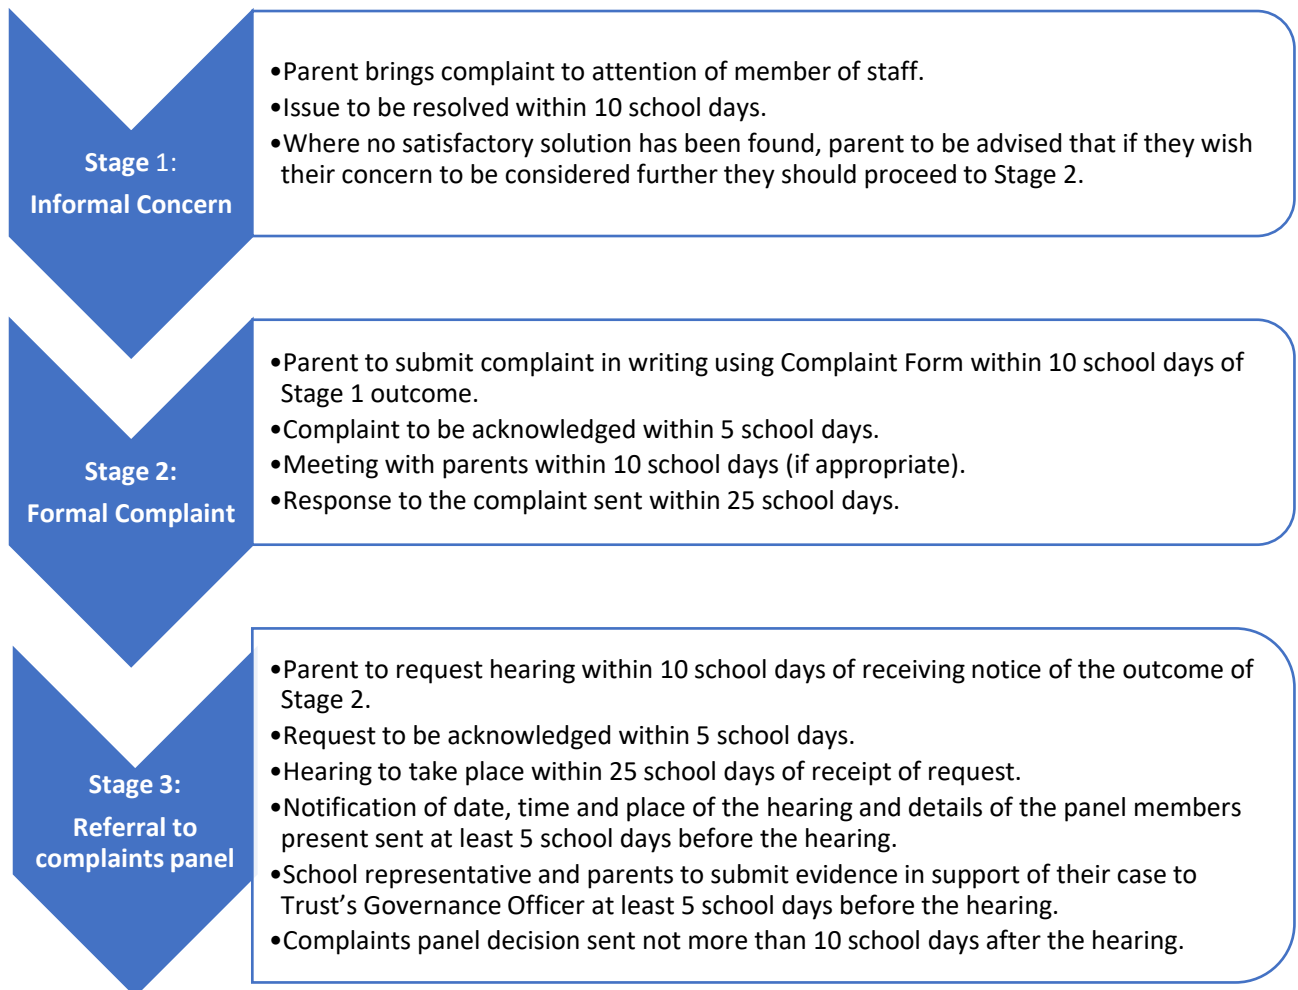 Stage 1:
Informal Concern
•Parent brings complaint to attention of member of staff.
•Issue to be resolved within 10 school days.
•Where no satisfactory solution has been found, parent to be advised that if they wish
their concern to be considered further they should proceed to Stage 2.
Stage 2:
Formal Complaint
•Parent to submit complaint in writing using Complaint Form within 10 school days of
Stage 1 outcome.
•Complaint to be acknowledged within 5 school days.
•Meeting with parents within 10 school days (if appropriate).
•Response to the complaint sent within 25 school days.
Stage 3:
Referral to
complaints panel
•Parent to request hearing within 10 school days of receiving notice of the outcome of
Stage 2.
•Request to be acknowledged within 5 school days.
•Hearing to take place within 25 school days of receipt of request.
•Notification of date, time and place of the hearing and details of the panel members
present sent at least 5 school days before the hearing.
•School representative and parents to submit evidence in support of their case to
Trust's Governance Officer at least 5 school days before the hearing.
•Complaints panel decision sent not more than 10 school days after the hearing.